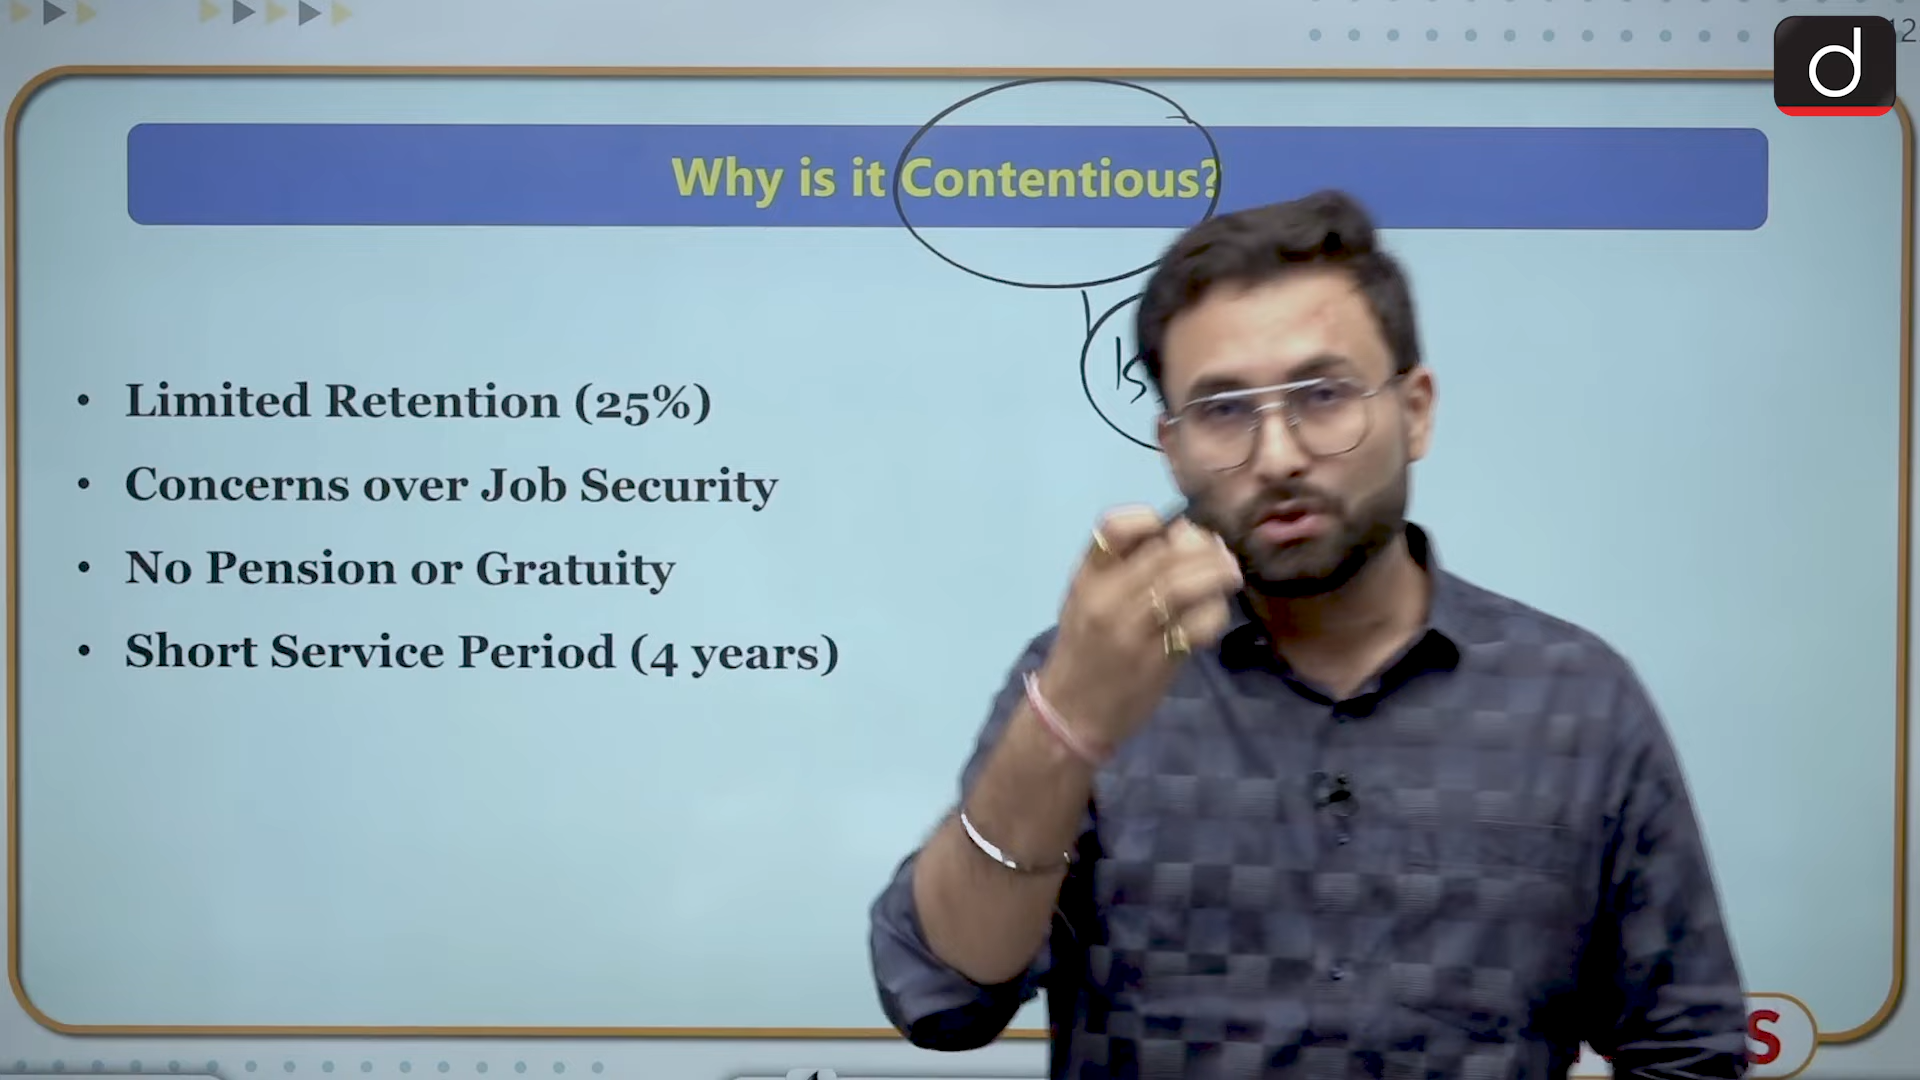 12
d
Why is it Contentious?
• Limited Retention (25%)
• Concerns over Job Security
• No Pension or Gratuity
• Short Service Period (4 years)
S